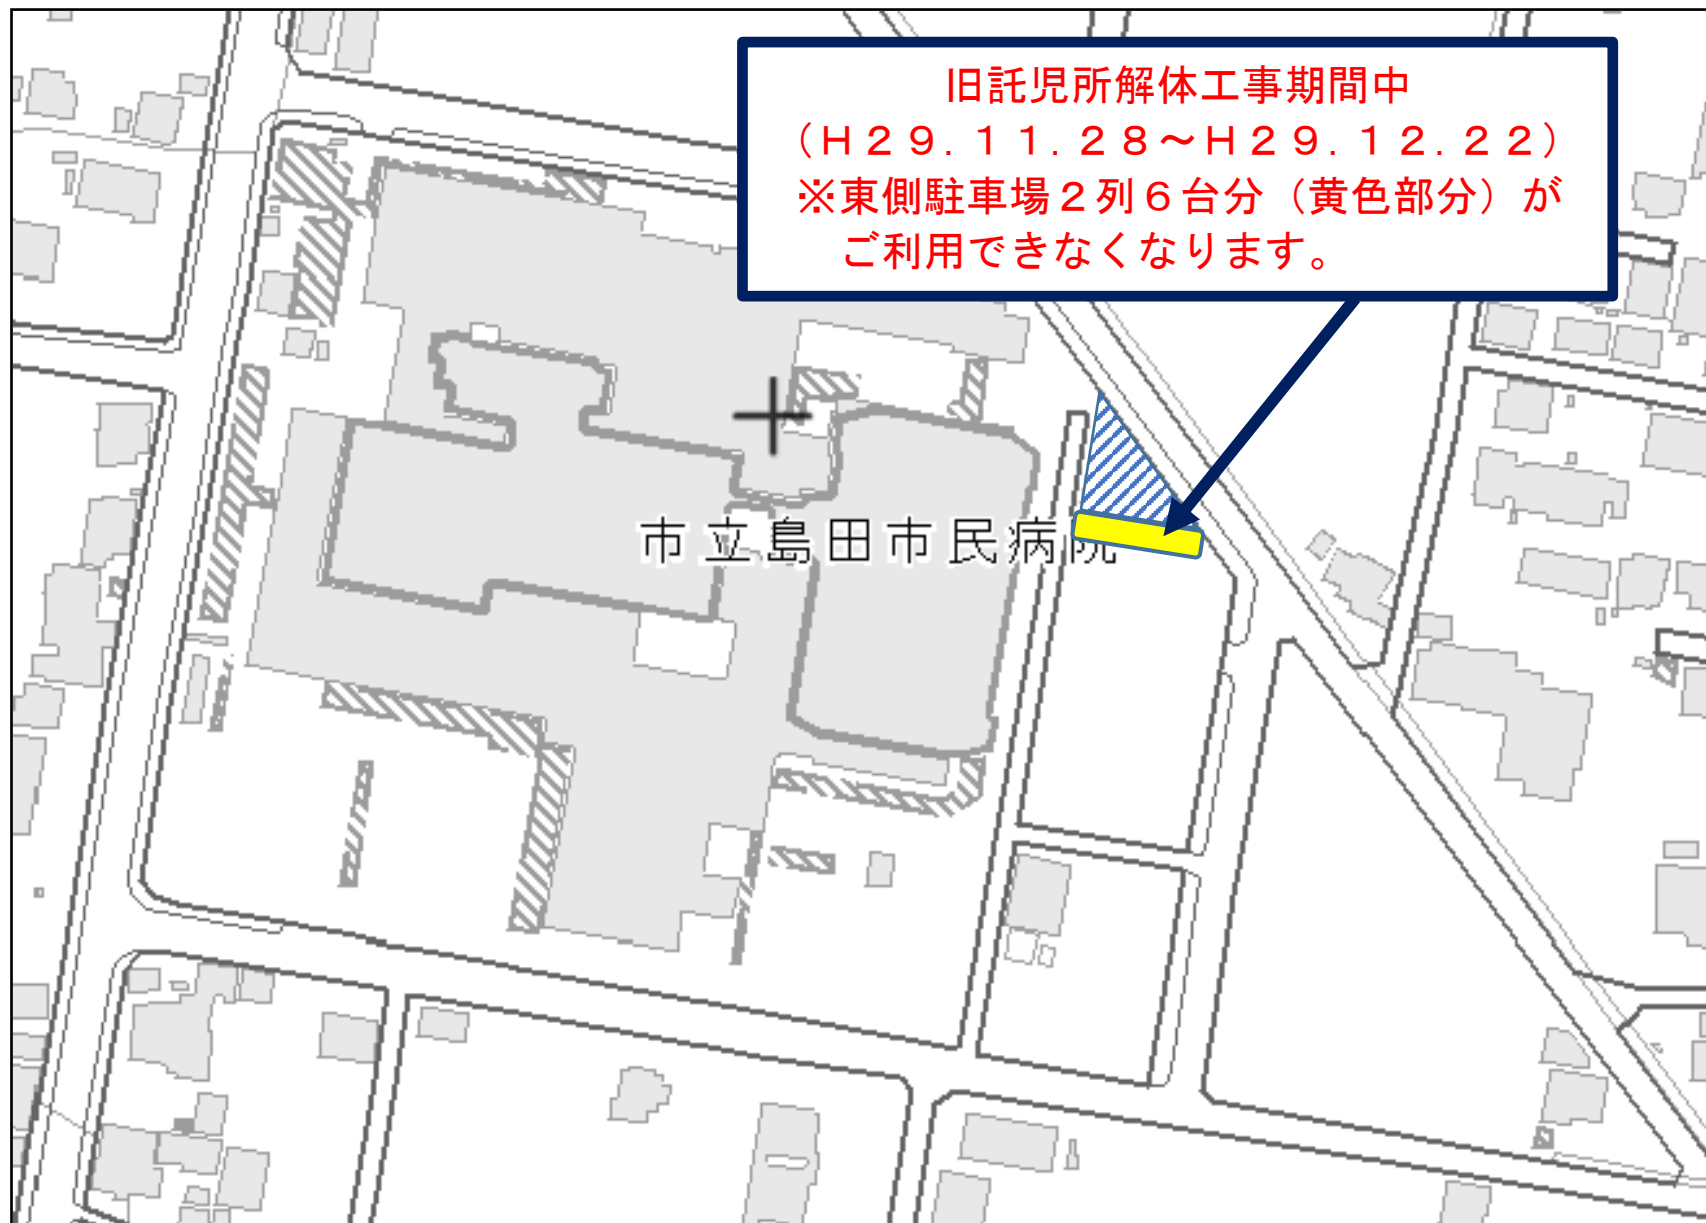 旧託児所解体工事期間中
（Ｈ２９.１１.２８～Ｈ２９.１２.２２）
※東側駐車場２列６台分（黄色部分）が
ご利用できなくなります。
市立島田市民病院